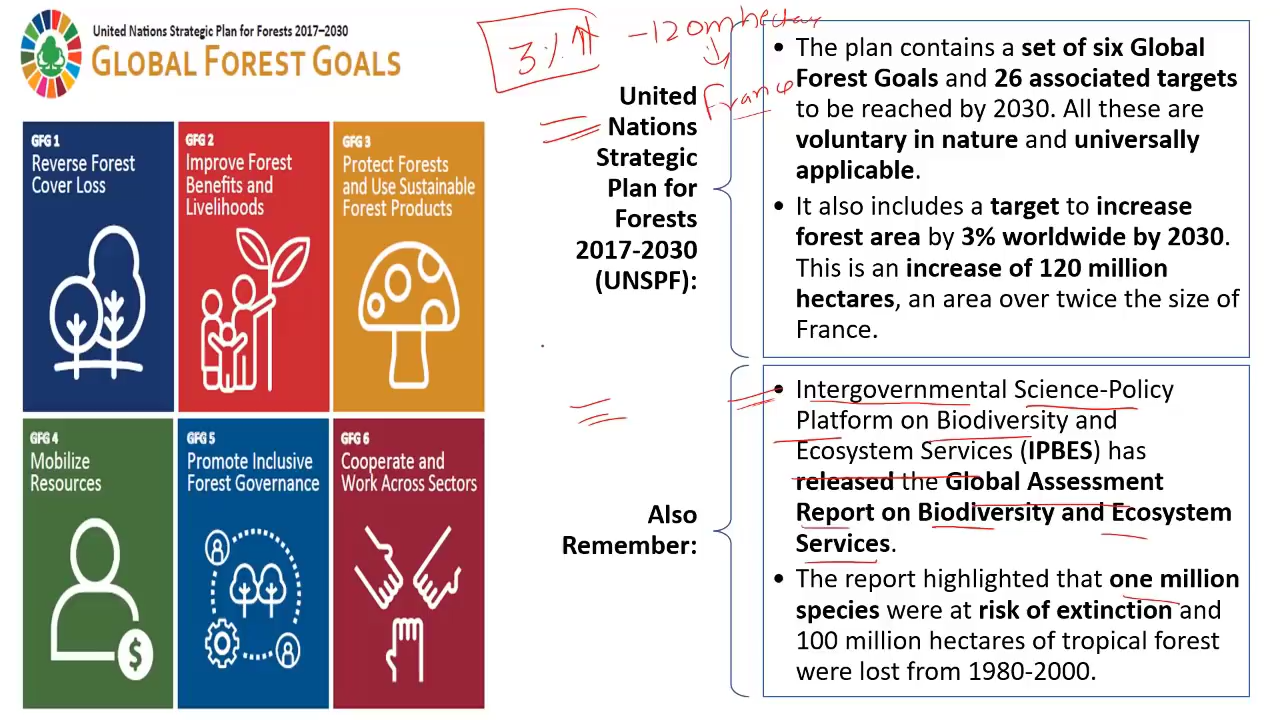 United Nations Strategic Plan for Forests 2017–2030
GLOBAL FOREST GOALS
GFG 1
Reverse Forest
Cover Loss
GFG 2
Improve Forest
Benefits and
Livelihoods
GFG 3
Protect Forests
and Use Sustainable
Forest Products
GFG 4
Mobilize
Resources
$
GFG 5
Promote Inclusive
Forest Governance
GFG 6
Cooperate and
Work Across Sectors
3% ↑ -120m hectar
France
United
Nations
Strategic
Plan for
Forests
2017-2030
(UNSPF):
• The plan contains a set of six Global
Forest Goals and 26 associated targets
to be reached by 2030. All these are
voluntary in nature and universally
applicable.
• It also includes a target to increase
forest area by 3% worldwide by 2030.
This is an increase of 120 million
hectares, an area over twice the size of
France.
Also
Remember:
• Intergovernmental Science-Policy
Platform on Biodiversity and
Ecosystem Services (IPBES) has
released the Global Assessment
Report on Biodiversity and Ecosystem
Services.
• The report highlighted that one million
species were at risk of extinction and
100 million hectares of tropical forest
were lost from 1980-2000.